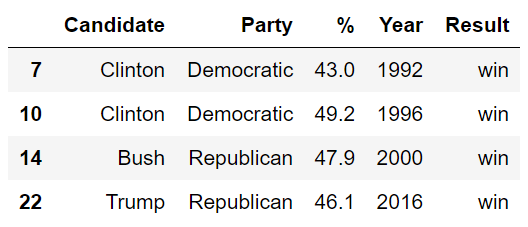 Candidate Party % Year Result
7 Clinton Democratic 43.0 1992 win
10 Clinton Democratic 49.2 1996 win
14 Bush Republican 47.9 2000 win
22 Trump Republican 46.1 2016 win